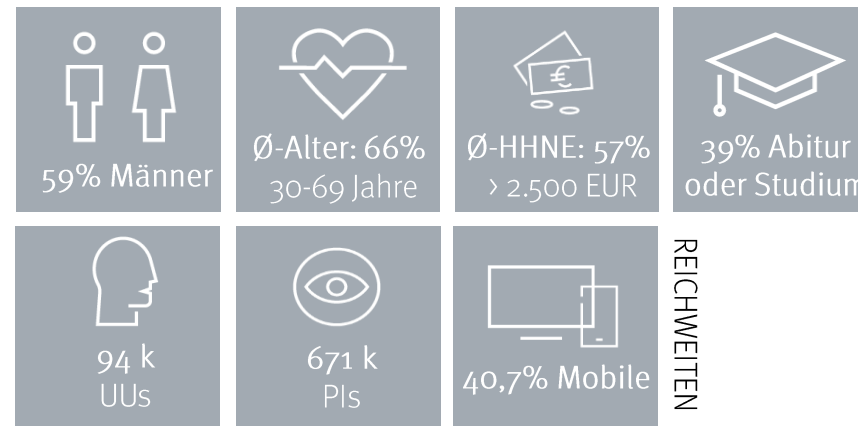 59% Männer
Ø-Alter: 66%
30-69 Jahre
Ø-HHNE: 57%
> 2.500 EUR
39% Abitur
oder Studium
94 k
UUs
671 k
PIs
40,7% Mobile
REICHWEITEN